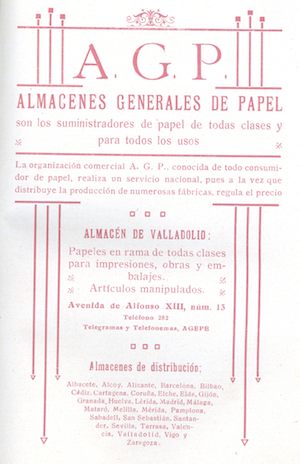 A. G. P.
ALMACENES GENERALES DE PAPEL
son los suministradores de papel de todas clases y
para todos los usos
La organización comercial A. G. P., conocida de todo consumi-
dor de papel, realiza un servicio nacional, pues a la vez que
distribuye la producción de numerosas fábricas, regula el precio
ALMACÉN DE VALLADOLID:
Papeles en rama de todas clases
para impresiones, obras y em-
balajes.
Artículos manipulados.
Avenida de Alfonso XIII, núm. 15
Teléfono 282
Telegramas y Telefonemas, AGEPE
Almacenes de distribución:
Albacete, Alcoy, Alicante, Barcelona, Bilbao,
Cádiz, Cartagena, Coruña, Elche, Elda, Gijón,
Granada, Huelva, Lérida, Madrid, Málaga,
Mataró, Melilla, Mérida, Pamplona,
Sabadell, San Sebastián, Santan-
der, Sevilla, Tarrasa, Valen-
cia, Valladolid, Vigo y
Zaragoza.